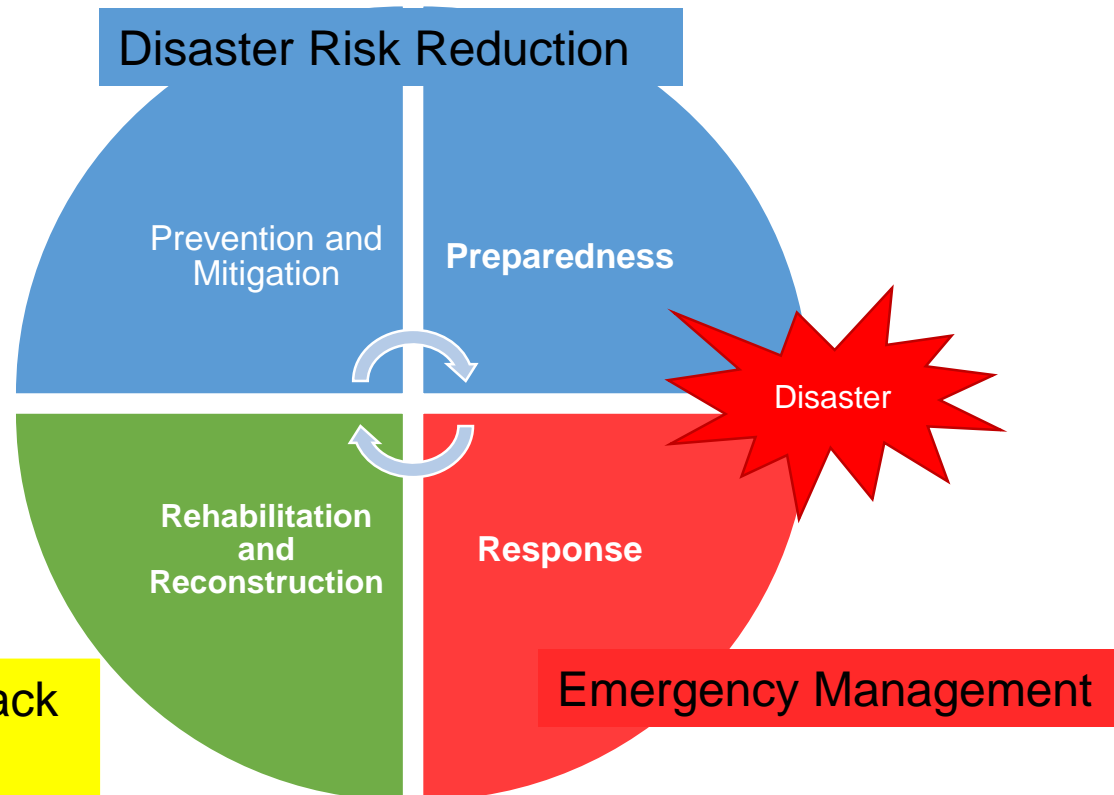 Disaster Risk Reduction
Prevention and
Mitigation
Preparedness
Disaster
Rehabilitation
and
Reconstruction
Response
Emergency Management